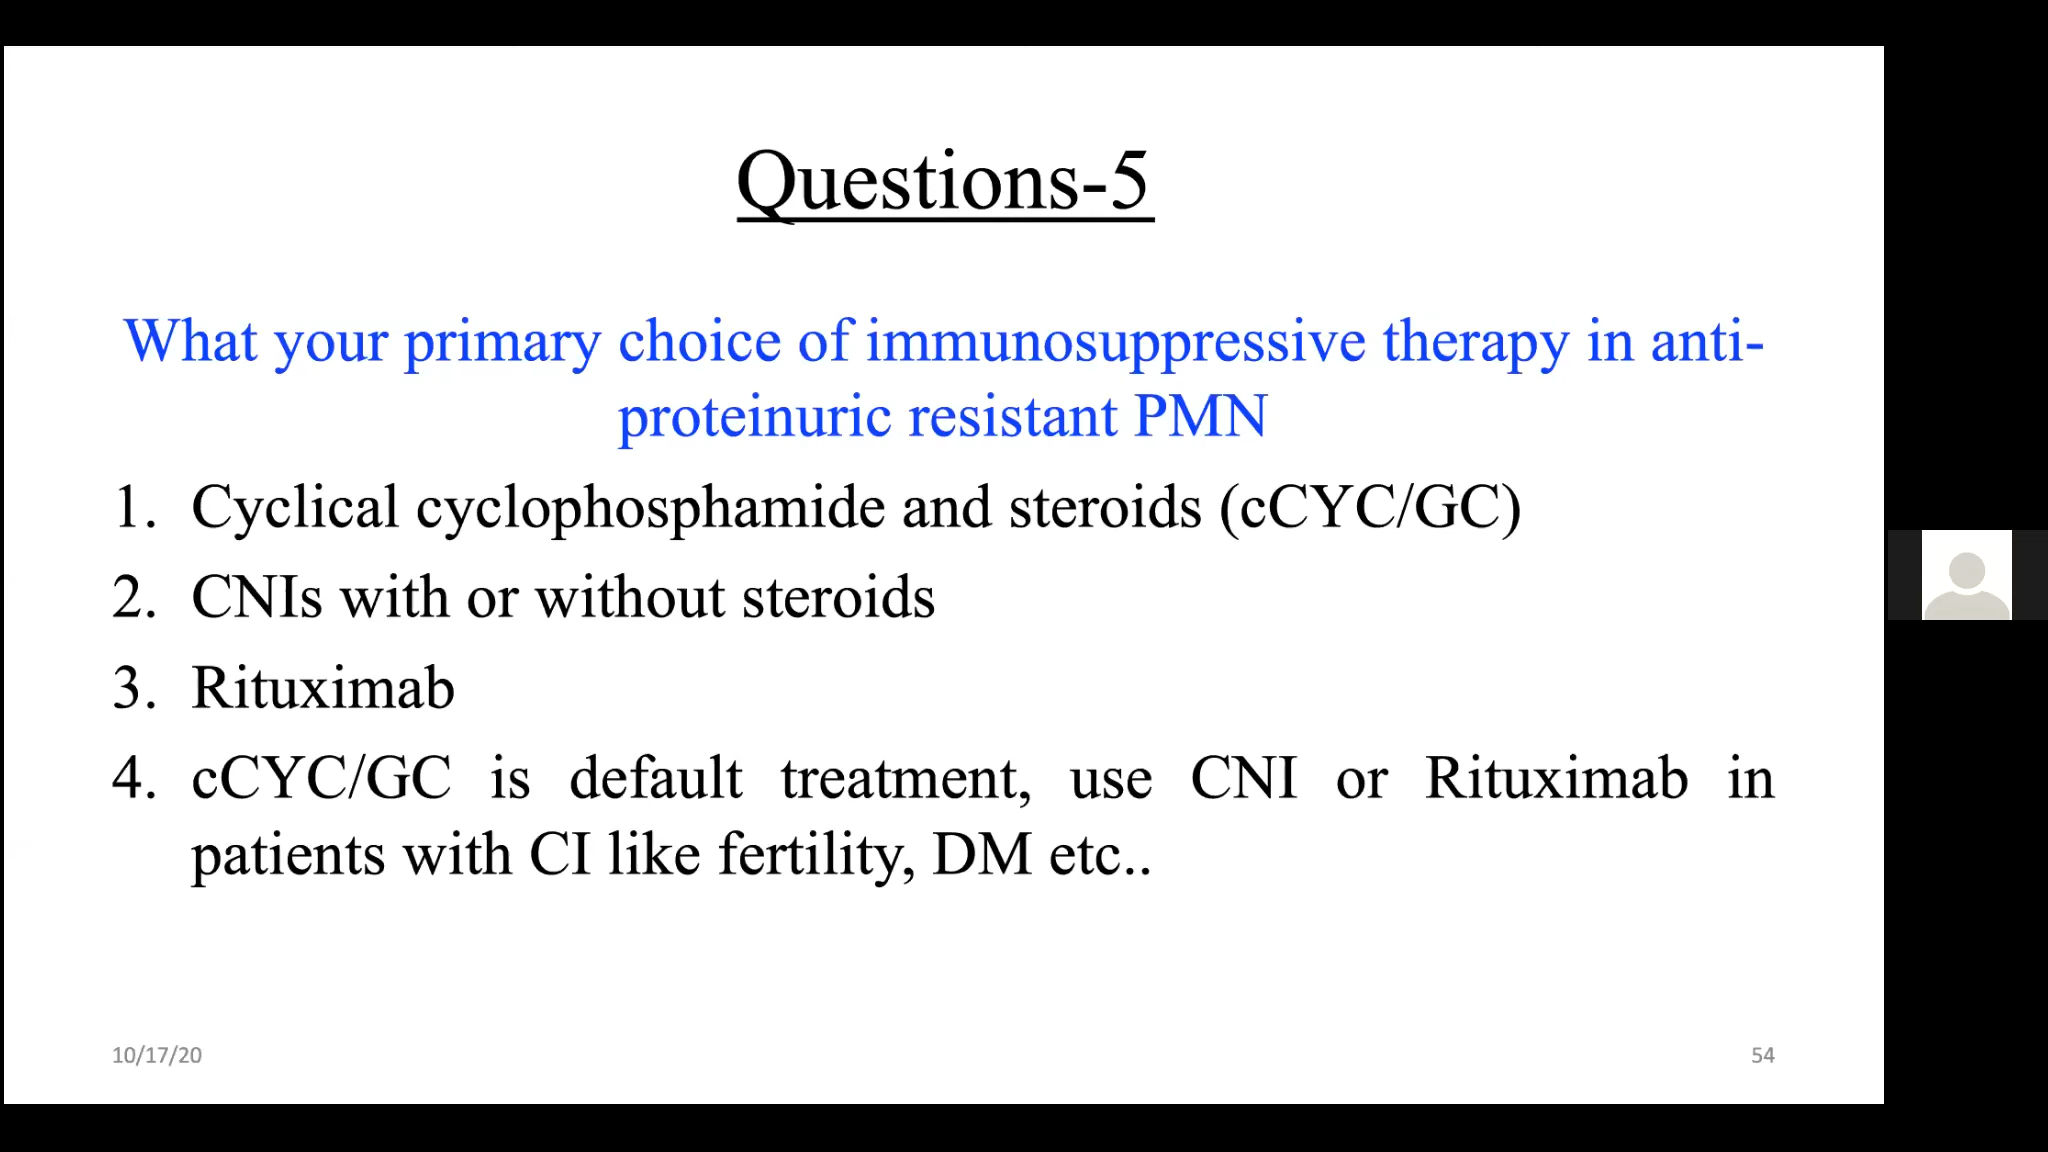 Questions-5
What your primary choice of immunosuppressive therapy in anti-
proteinuric resistant PMN
1. Cyclical cyclophosphamide and steroids (cCYC/GC)
2. CNIs with or without steroids
3. Rituximab
4. cCYC/GC is default treatment, use CNI or Rituximab in
patients with CI like fertility, DM etc..
10/17/20
54